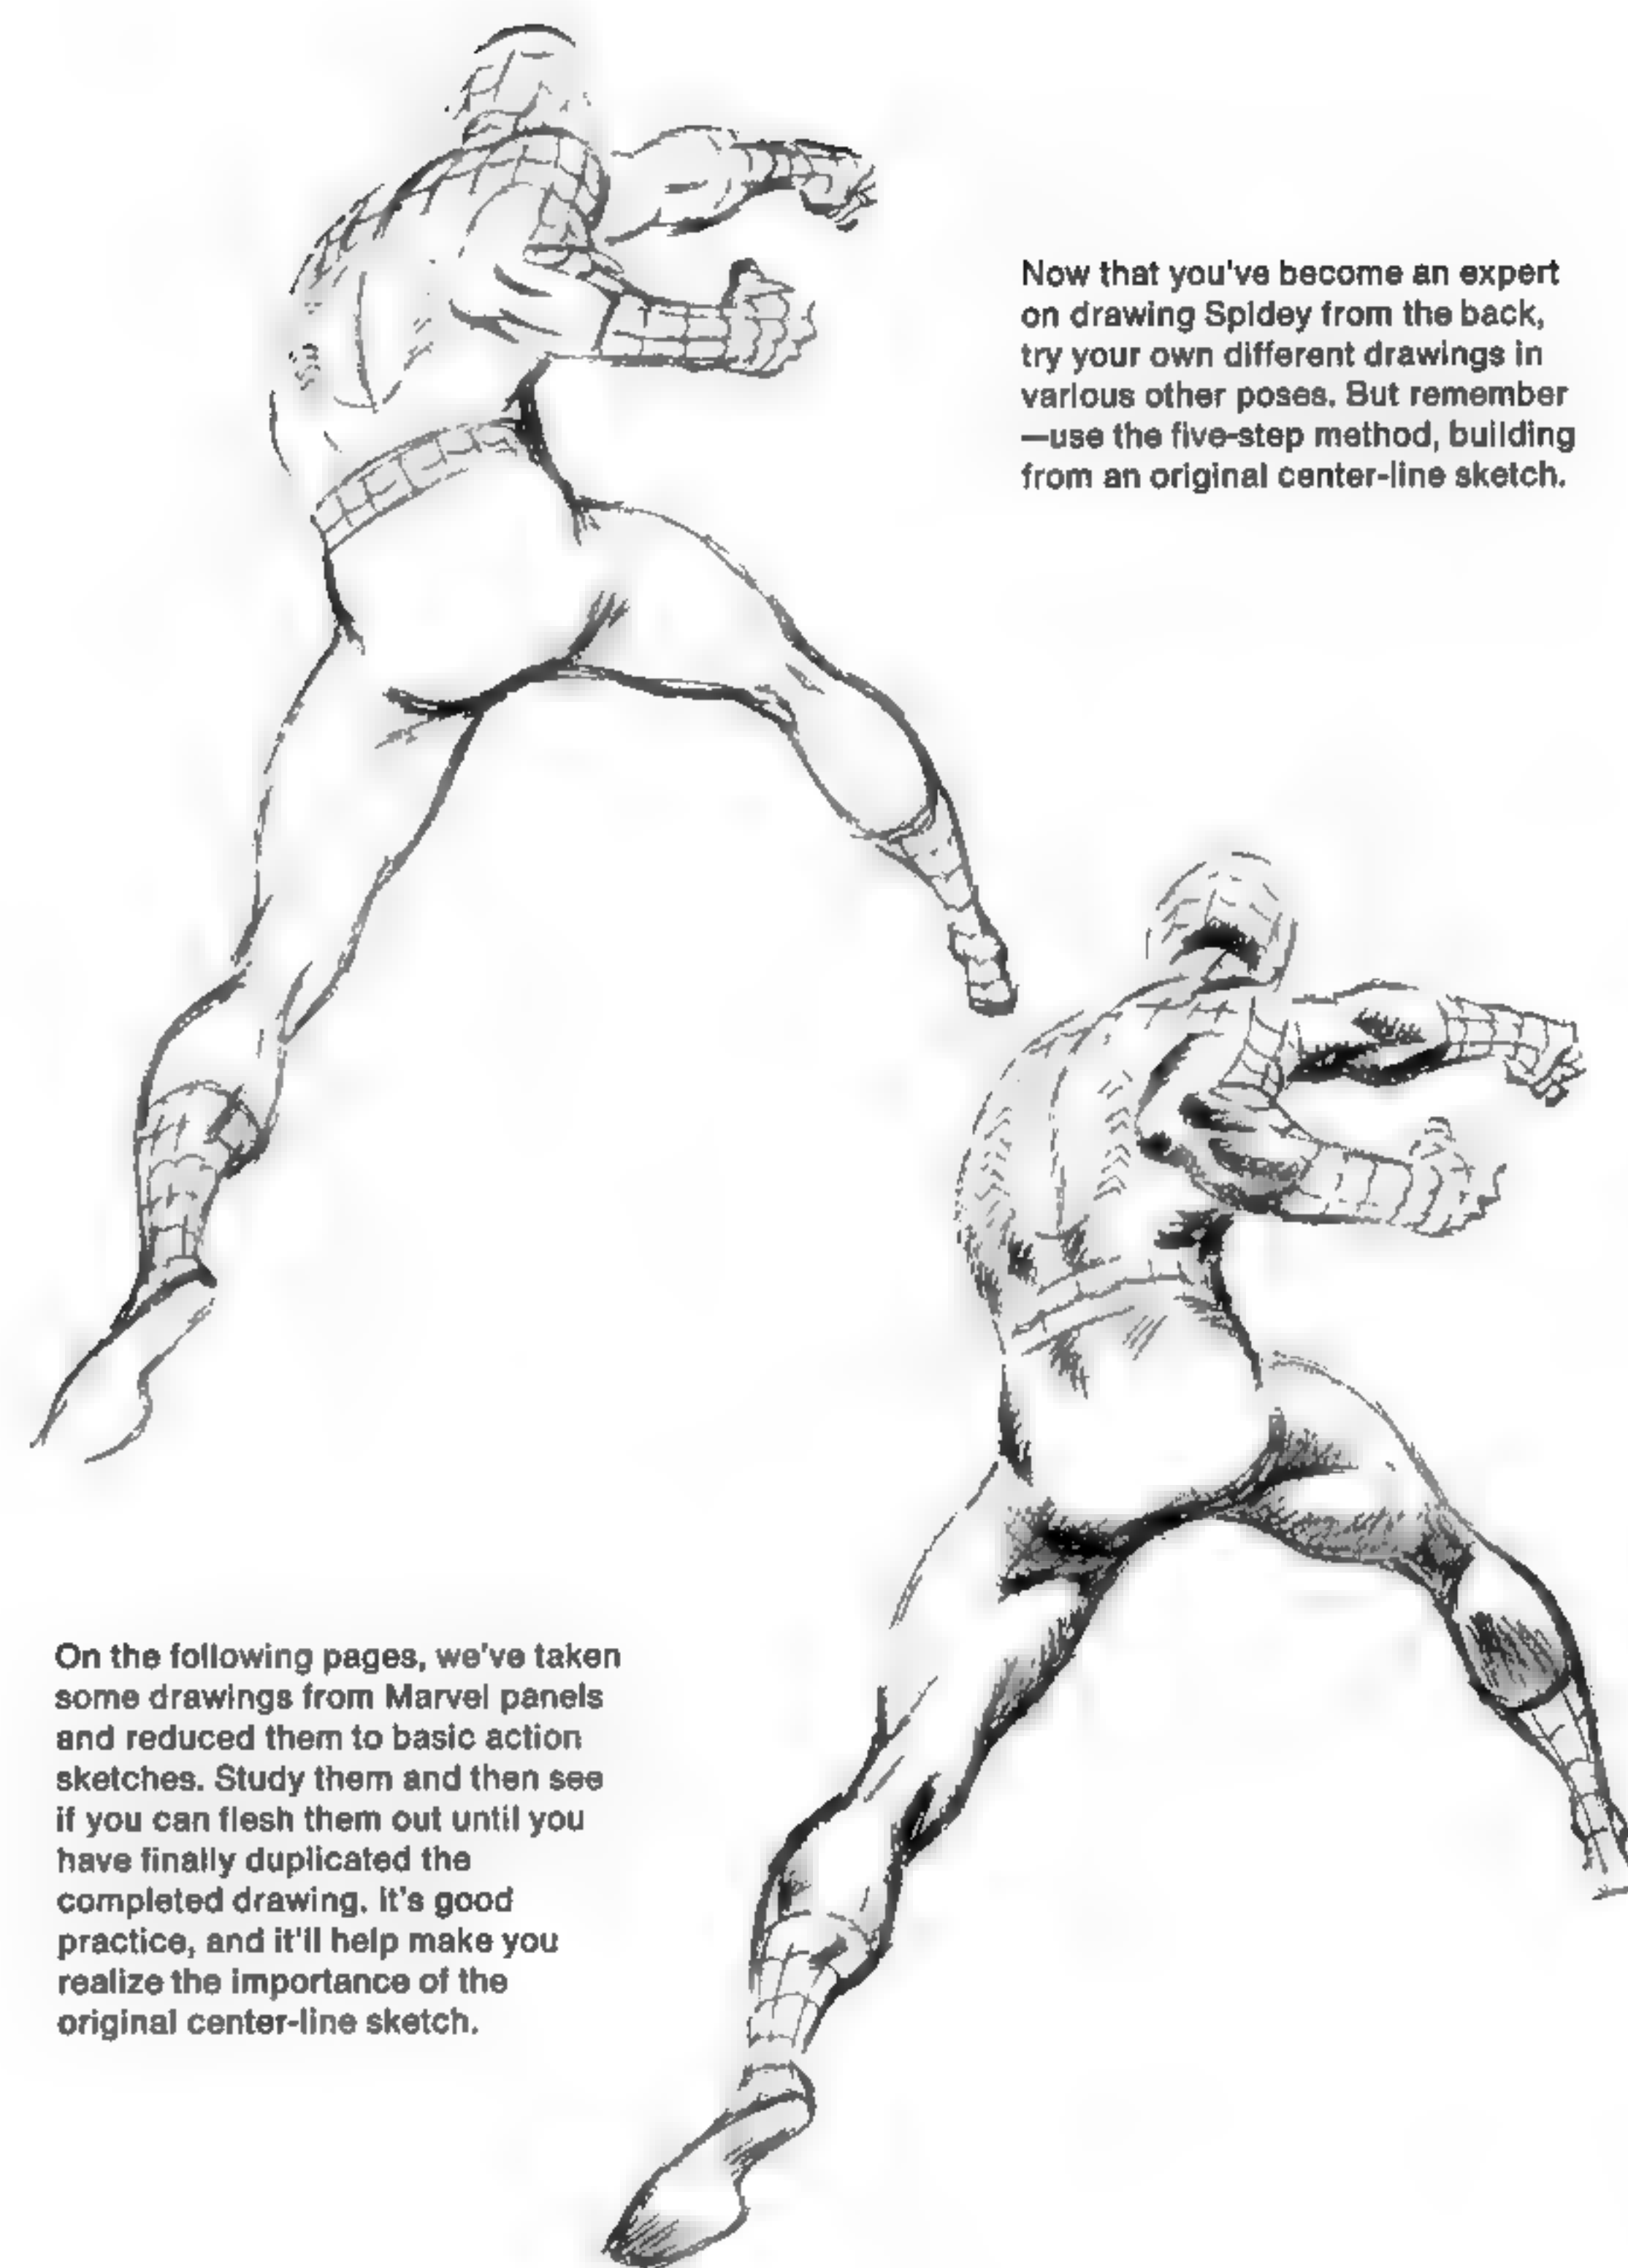 Now that you've become an expert
on drawing Spidey from the back,
try your own different drawings in
various other poses. But remember
—use the five-step method, building
from an original center-line sketch.
On the following pages, we've taken
some drawings from Marvel panels
and reduced them to basic action
sketches. Study them and then see
if you can flesh them out until you
have finally duplicated the
completed drawing. It's good
practice, and it'll help make you
realize the importance of the
original center-line sketch.